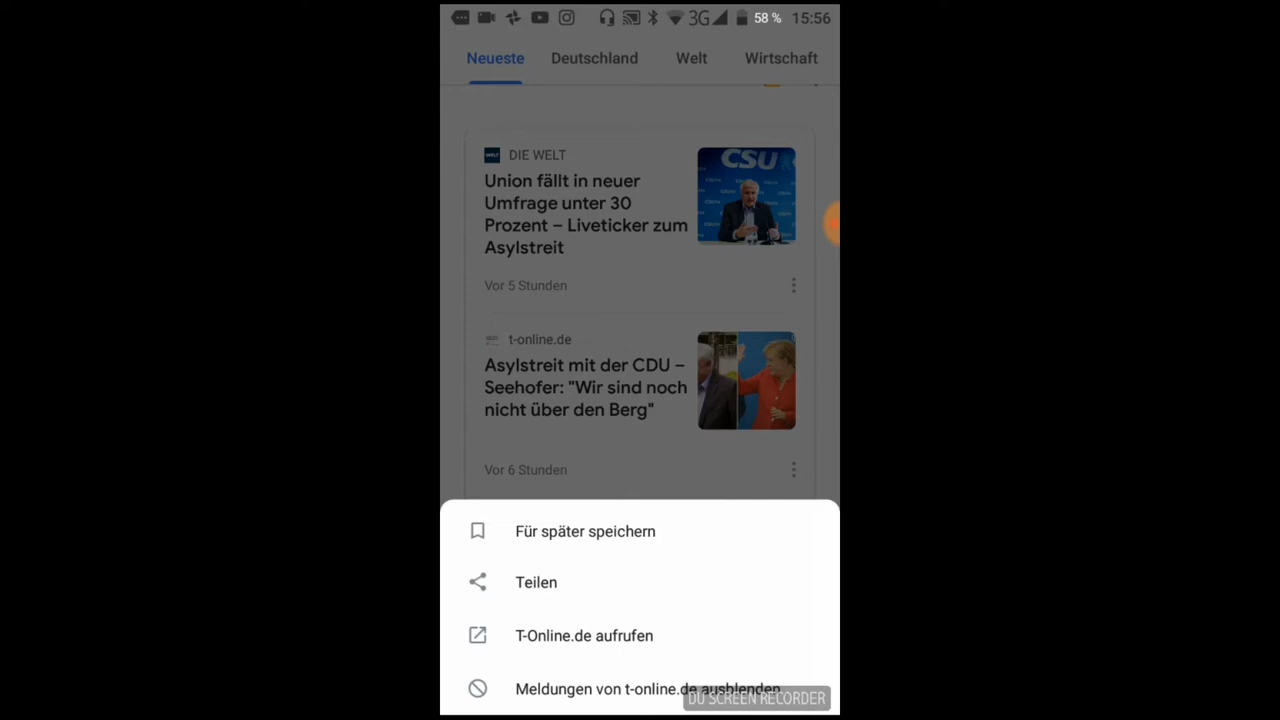 58 % 15:56
3G
Neueste Deutschland Welt Wirtschaft
WELT DIE WELT
Union fällt in neuer
Umfrage unter 30
Prozent – Liveticker zum
Asylstreit
CSU
Vor 5 Stunden
t-online.de
Asylstreit mit der CDU –
Seehofer: "Wir sind noch
nicht über den Berg"
Vor 6 Stunden
Für später speichern
Teilen
T-Online.de aufrufen
Meldungen von t-online.de ausblenden
DU SCREEN RECORDER